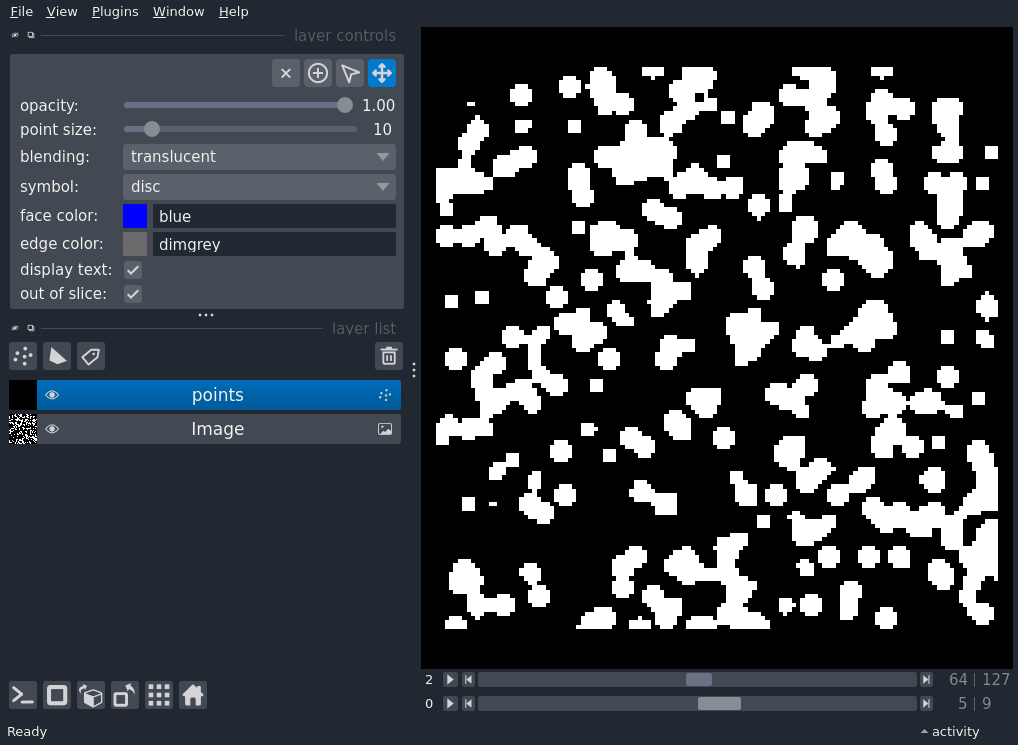 File View Plugins Window Help
layer controls
opacity: 1.00
point size: 10
blending: translucent
symbol: disc
face color: blue
edge color: dimgrey
display text:
out of slice:
layer list
points
Image
2 64 | 127
0 5 | 9
Ready activity